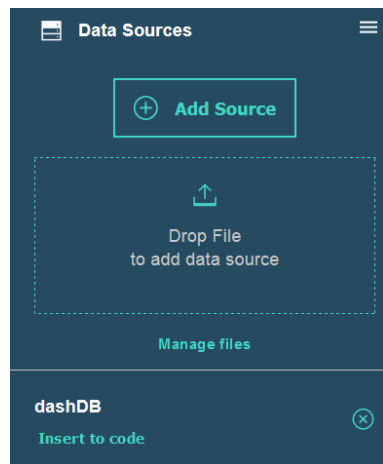 Data Sources
Add Source
Drop File
to add data source
Manage files
dashDB
Insert to code